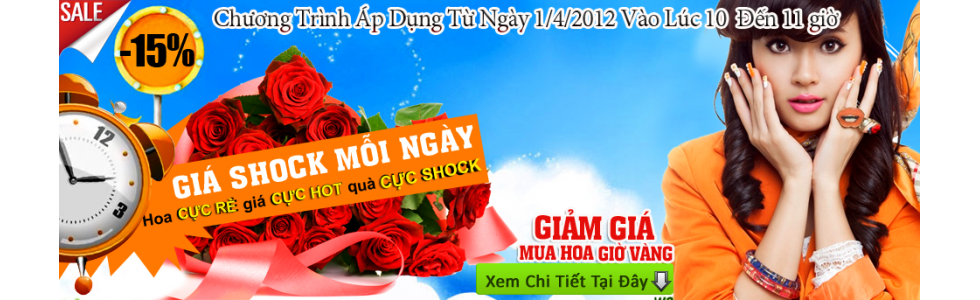 SALE
Chương Trình Áp Dụng Từ Ngày 1/4/2012 Vào Lúc 10 Đến 11 giờ
-15%
12
3
GIÁ SHOCK MỖI NGÀY
Hoa CỰC RẺ giá CỰC HOT quà CỰC SHOCK
GIẢM GIÁ
MUA HOA GIỜ VÀNG
Xem Chi Tiết Tại Đây